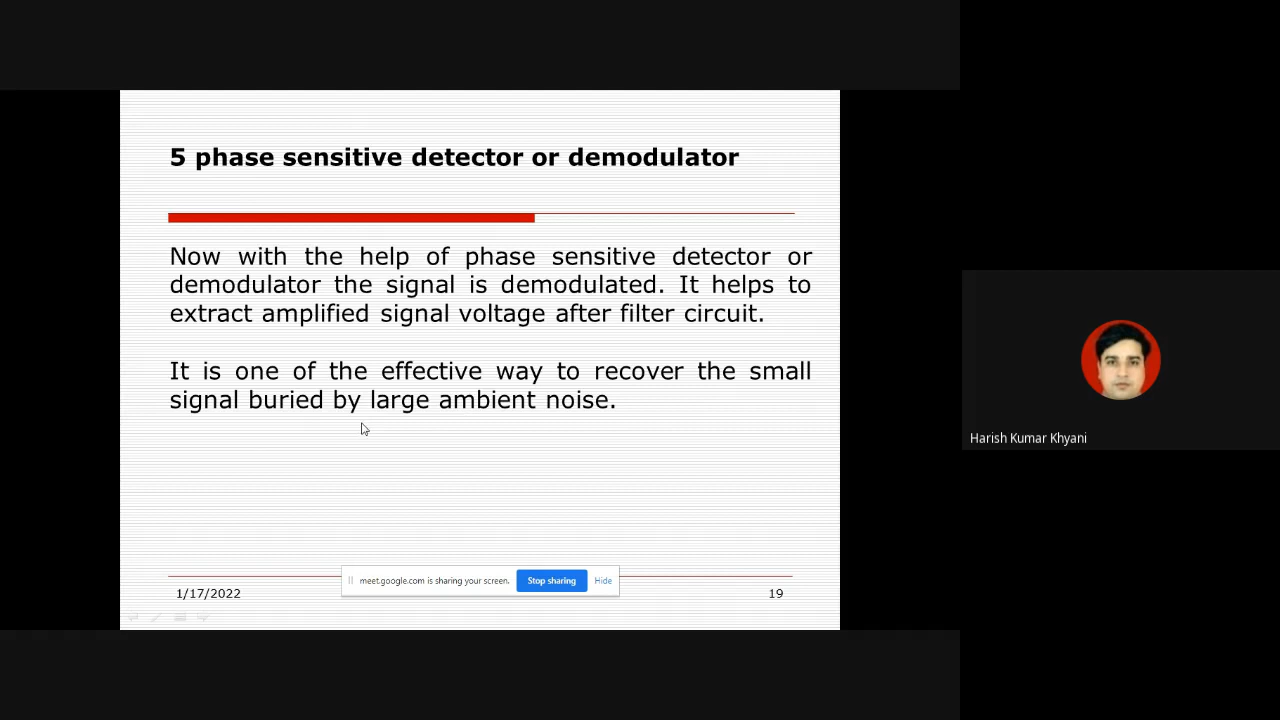 5 phase sensitive detector or demodulator
Now with the help of phase sensitive detector or
demodulator the signal is demodulated. It helps to
extract amplified signal voltage after filter circuit.
It is one of the effective way to recover the small
signal buried by large ambient noise.
Harish Kumar Khyani
meet.google.com is sharing your screen.
Stop sharing
Hide
1/17/2022
19